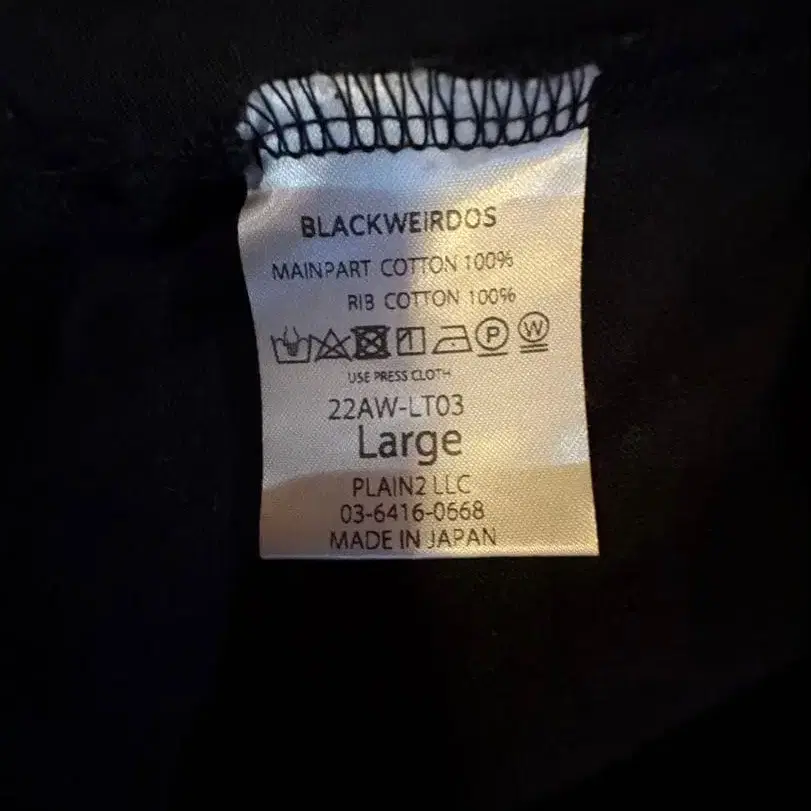 BLACKWEIRDOS
MAINPART COTTON 100%
RIB COTTON 100%
P W
USE PRESS CLOTH
22AW-LT03
Large
PLAIN2 LLC
03-6416-0668
MADE IN JAPAN